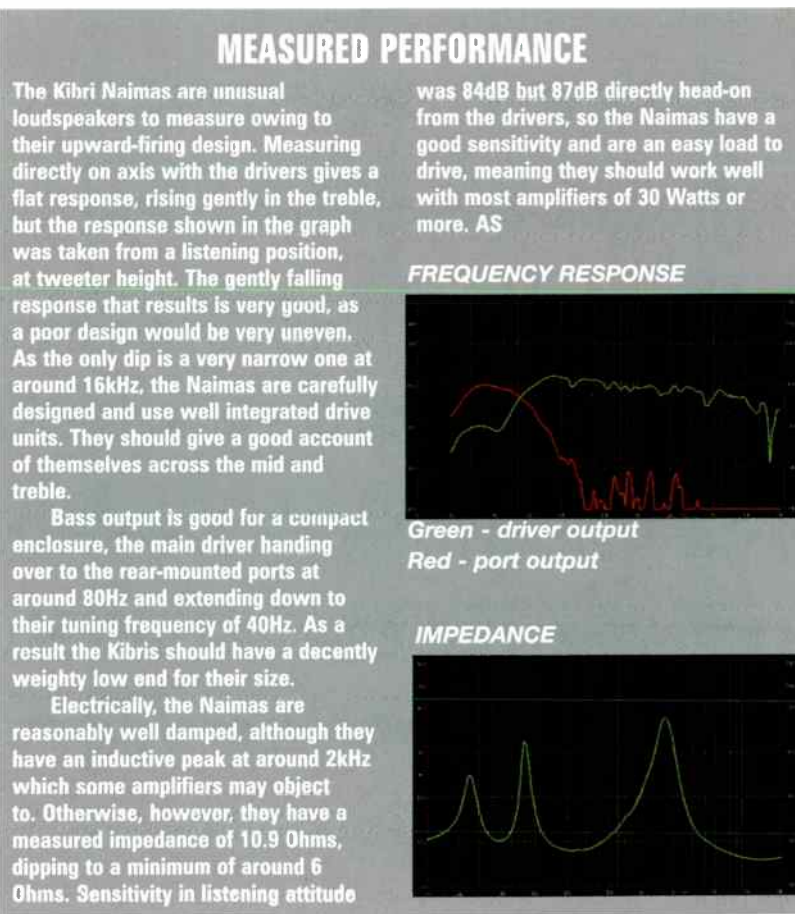 MEASURED PERFORMANCE
The Kibri Naimas are unusual
loudspeakers to measure owing to
their upward-firing design. Measuring
directly on axis with the drivers gives a
flat response, rising gently in the treble,
but the response shown in the graph
was taken from a listening position,
at tweeter height. The gently falling
response that results is very good, as
a poor design would be very uneven.
As the only dip is a very narrow one at
around 16kHz, the Naimas are carefully
designed and use well integrated drive
units. They should give a good account
of themselves across the mid and
treble.
Bass output is good for a compact
enclosure, the main driver handing
over to the rear-mounted ports at
around 80Hz and extending down to
their tuning frequency of 40Hz. As a
result the Kibris should have a decently
weighty low end for their size.
Electrically, the Naimas are
reasonably well damped, although they
have an inductive peak at around 2kHz
which some amplifiers may object
to. Otherwise, however, they have a
measured impedance of 10.9 Ohms,
dipping to a minimum of around 6
Ohms. Sensitivity in listening attitude
was 84dB but 87dB directly head-on
from the drivers, so the Naimas have a
good sensitivity and are an easy load to
drive, meaning they should work well
with most amplifiers of 30 Watts or
more. AS
FREQUENCY RESPONSE
Green - driver output
Red - port output
IMPEDANCE